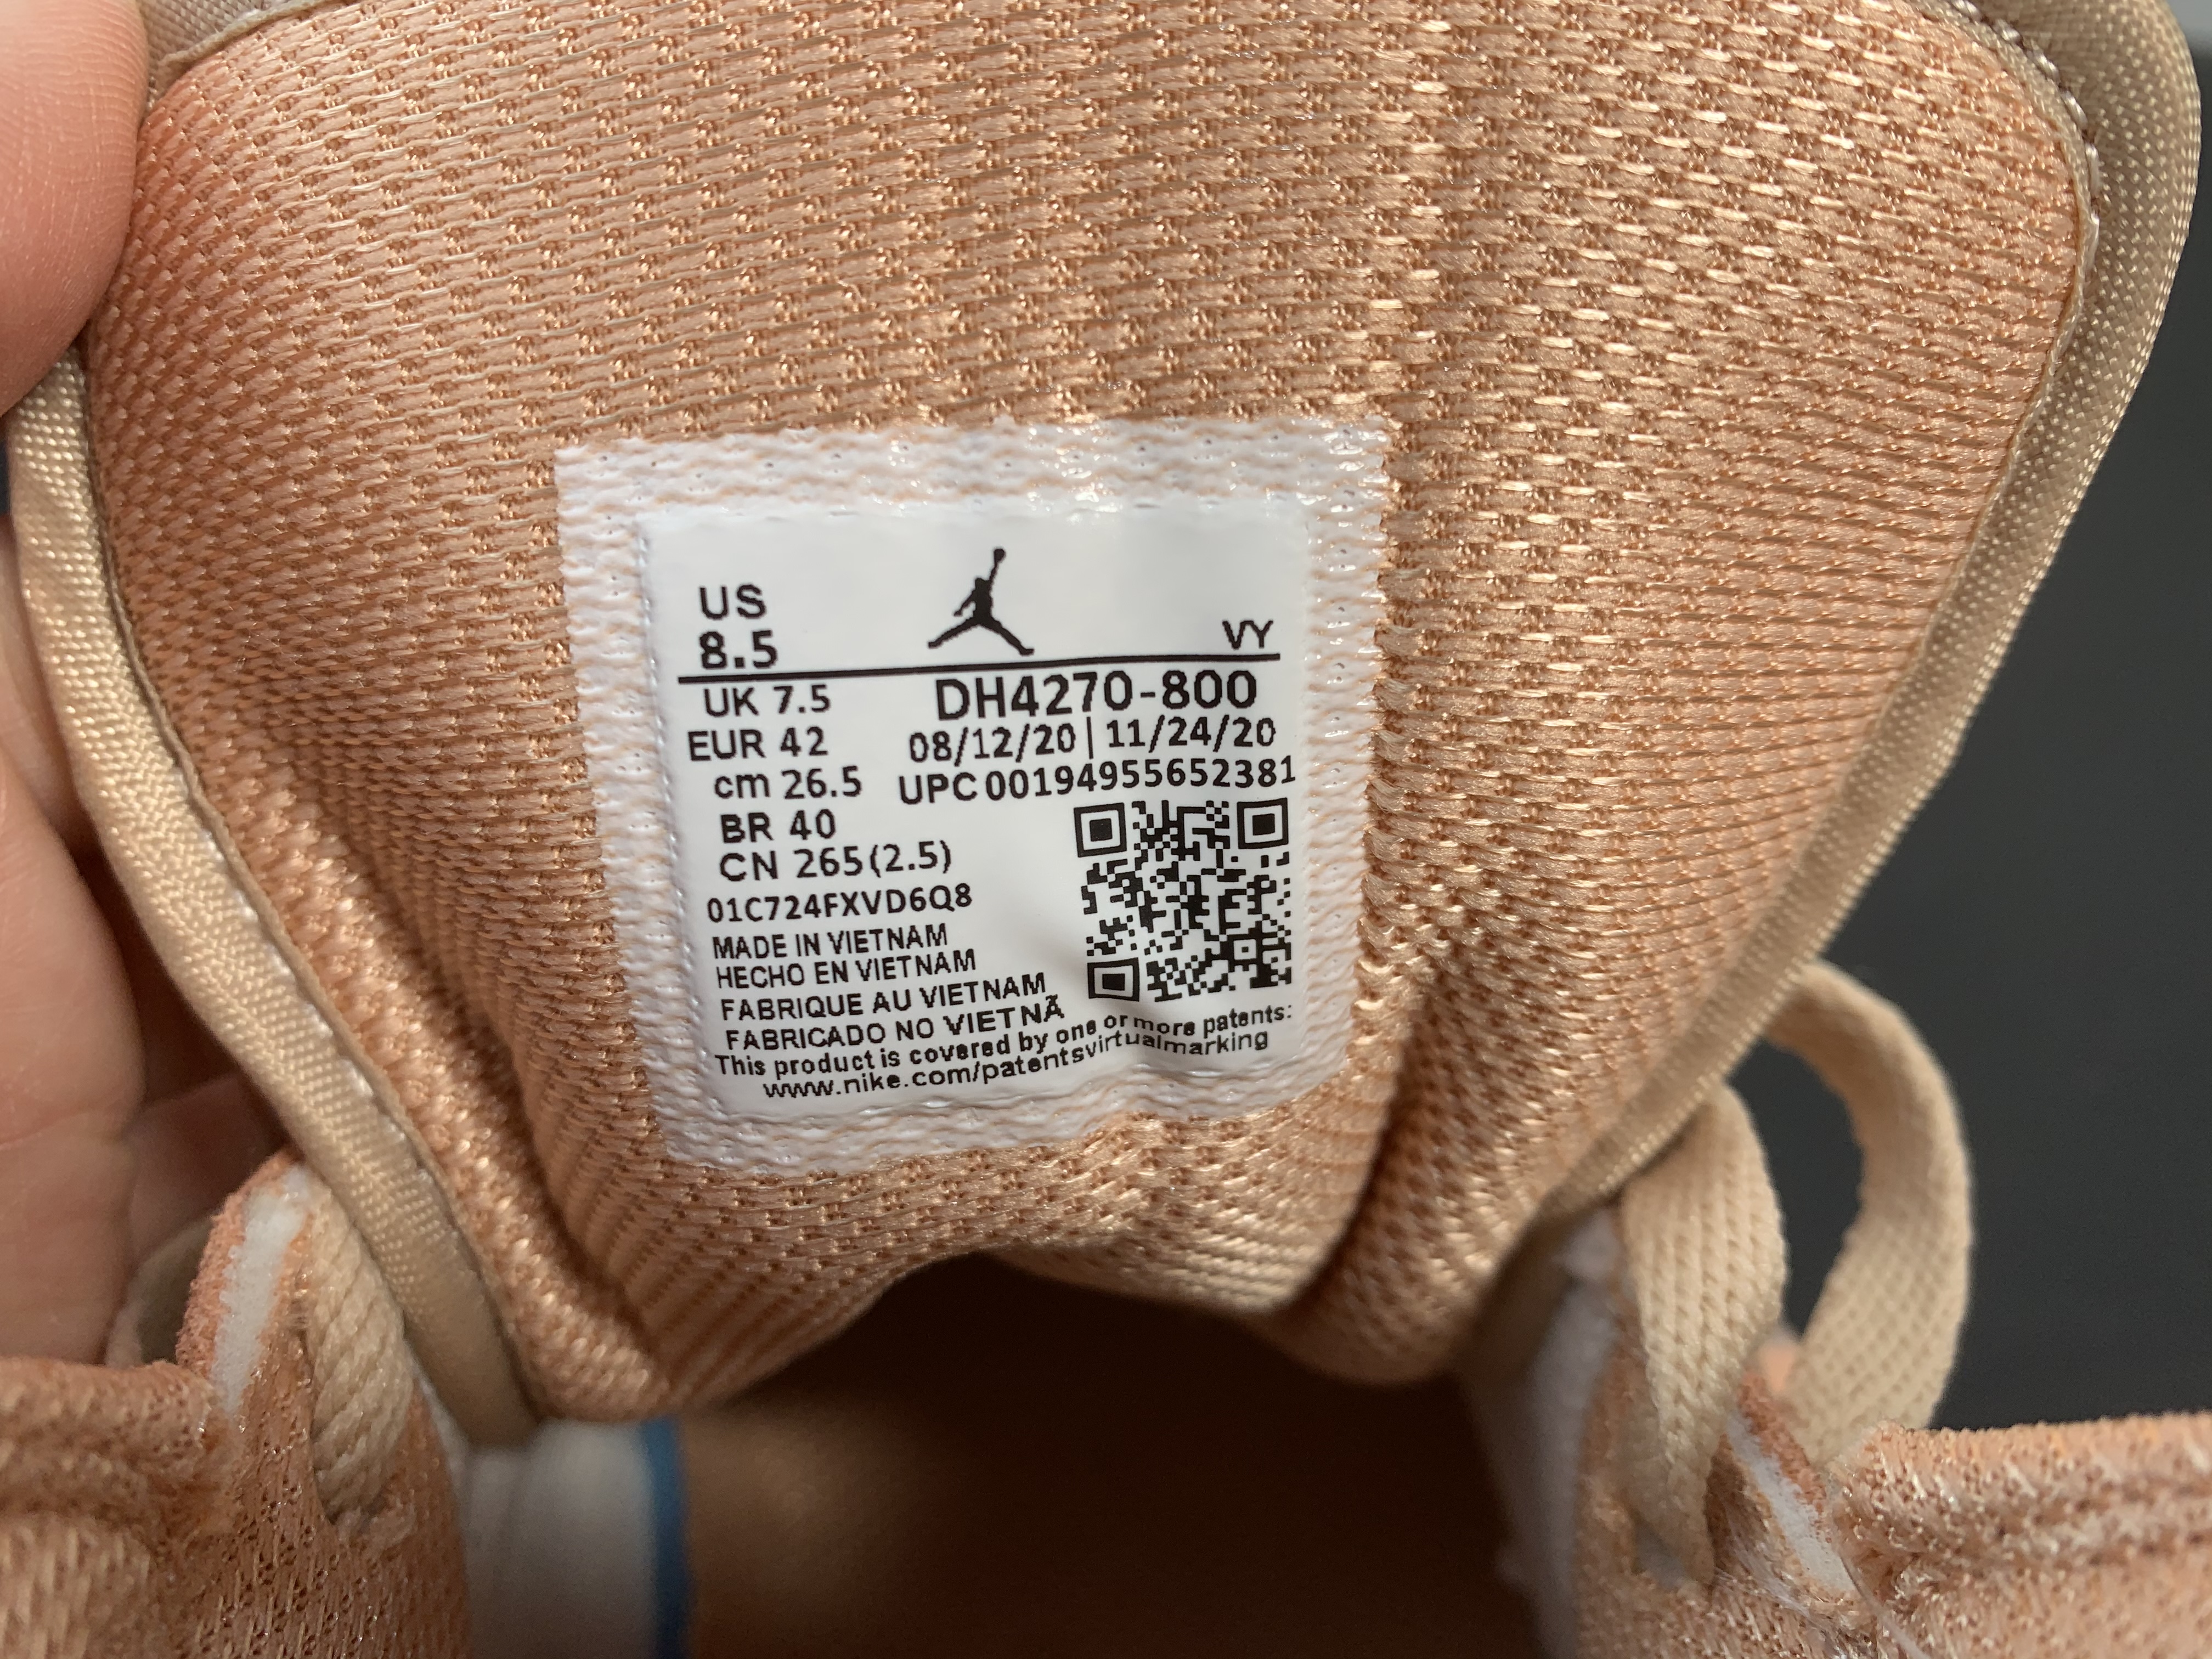 US
8.5
VY
UK 7.5
DH4270-800
EUR 42
08/12/20 | 11/24/20
cm 26.5
UPC 00194955652381
BR 40
CN 265(2.5)
01C724FXVD6Q8
MADE IN VIETNAM
HECHO EN VIETNAM
FABRIQUE AU VIETNAM
FABRICADO NO VIETNÃ
This product is covered by one or more patents:
www.nike.com/patentsvirtualmarking